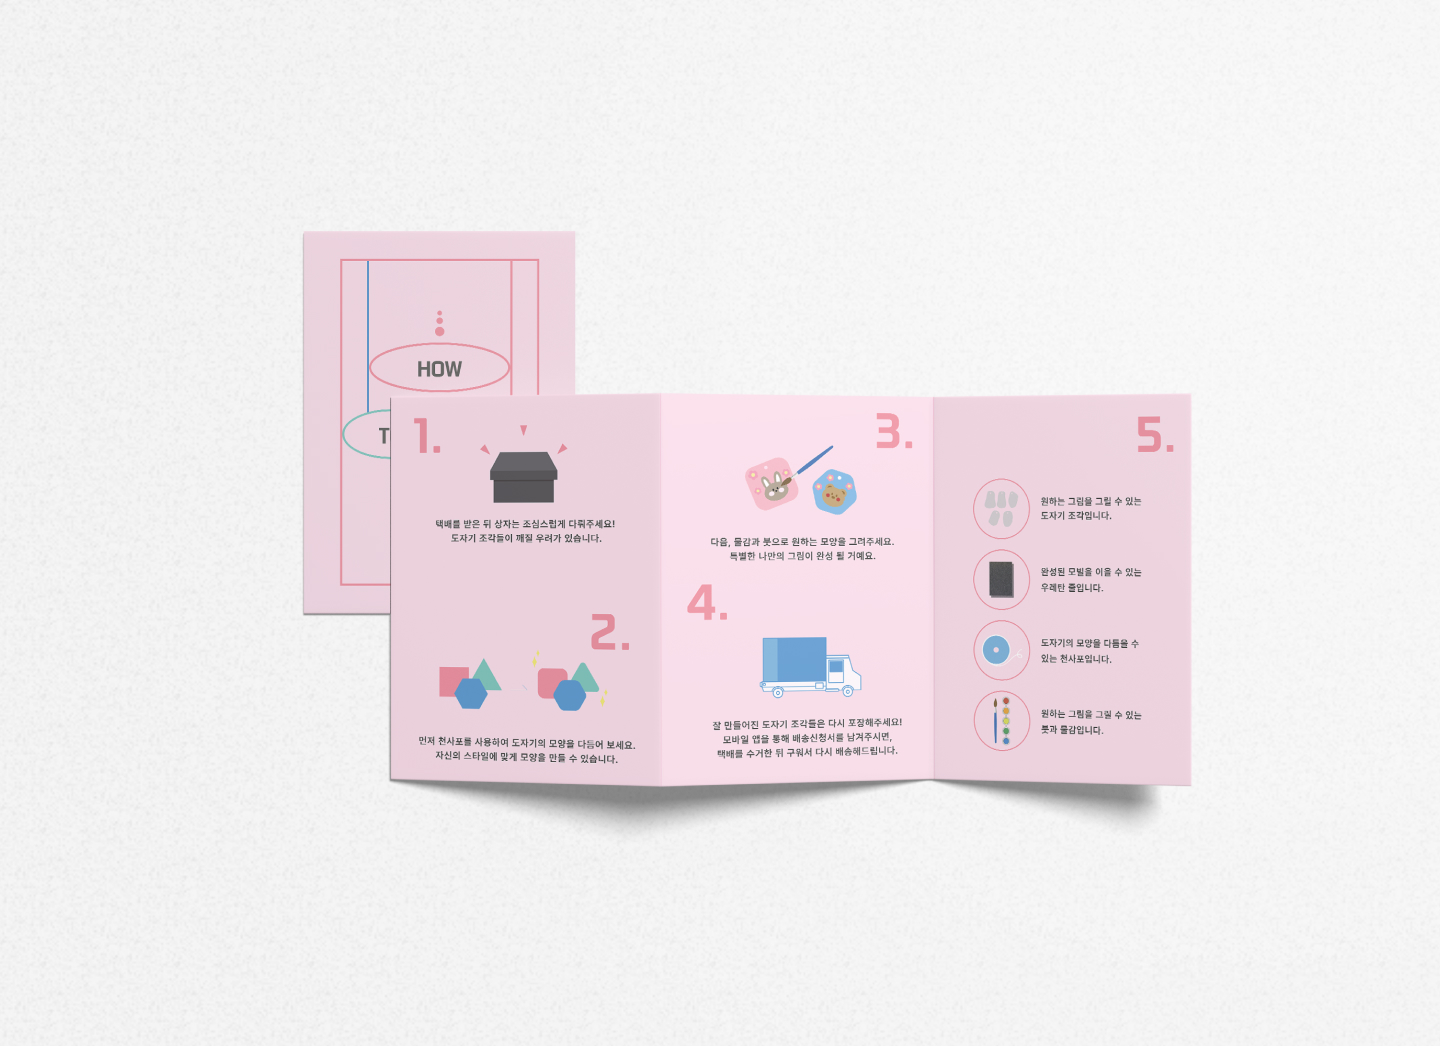 HOW
T
1.
택배를 받은 뒤 상자는 조심스럽게 다뤄주세요!
도자기 조각들이 깨질 우려가 있습니다.
2.
먼저 천사포를 사용하여 도자기의 모양을 다듬어 보세요.
자신의 스타일에 맞게 모양을 만들 수 있습니다.
3.
다음, 물감과 붓으로 원하는 모양을 그려주세요.
특별한 나만의 그림이 완성 될 거예요.
4.
잘 만들어진 도자기 조각들은 다시 포장해주세요!
모바일 앱을 통해 배송신청서를 남겨주시면,
택배를 수거한 뒤 구워서 다시 배송해드립니다.
5.
원하는 그림을 그릴 수 있는
도자기 조각입니다.
완성된 모빌을 이을 수 있는
우레탄 줄입니다.
도자기의 모양을 다듬을 수
있는 천사포입니다.
원하는 그림을 그릴 수 있는
붓과 물감입니다.